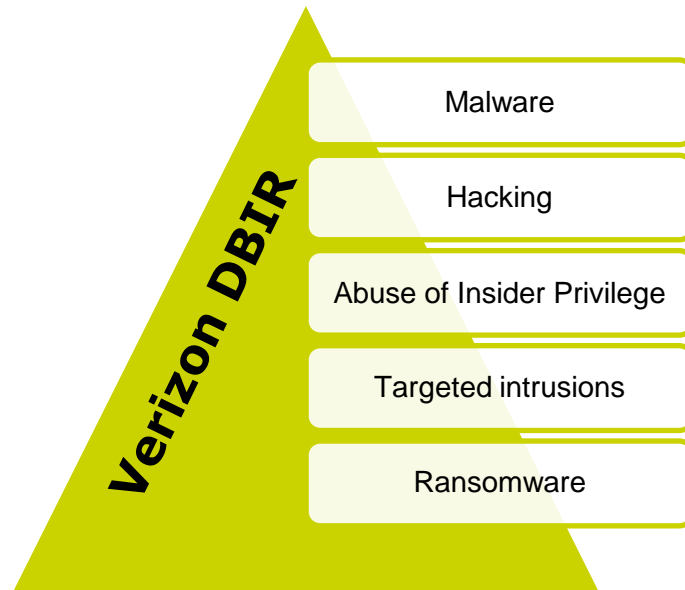 Verizon DBIR
Malware
Hacking
Abuse of Insider Privilege
Targeted intrusions
Ransomware